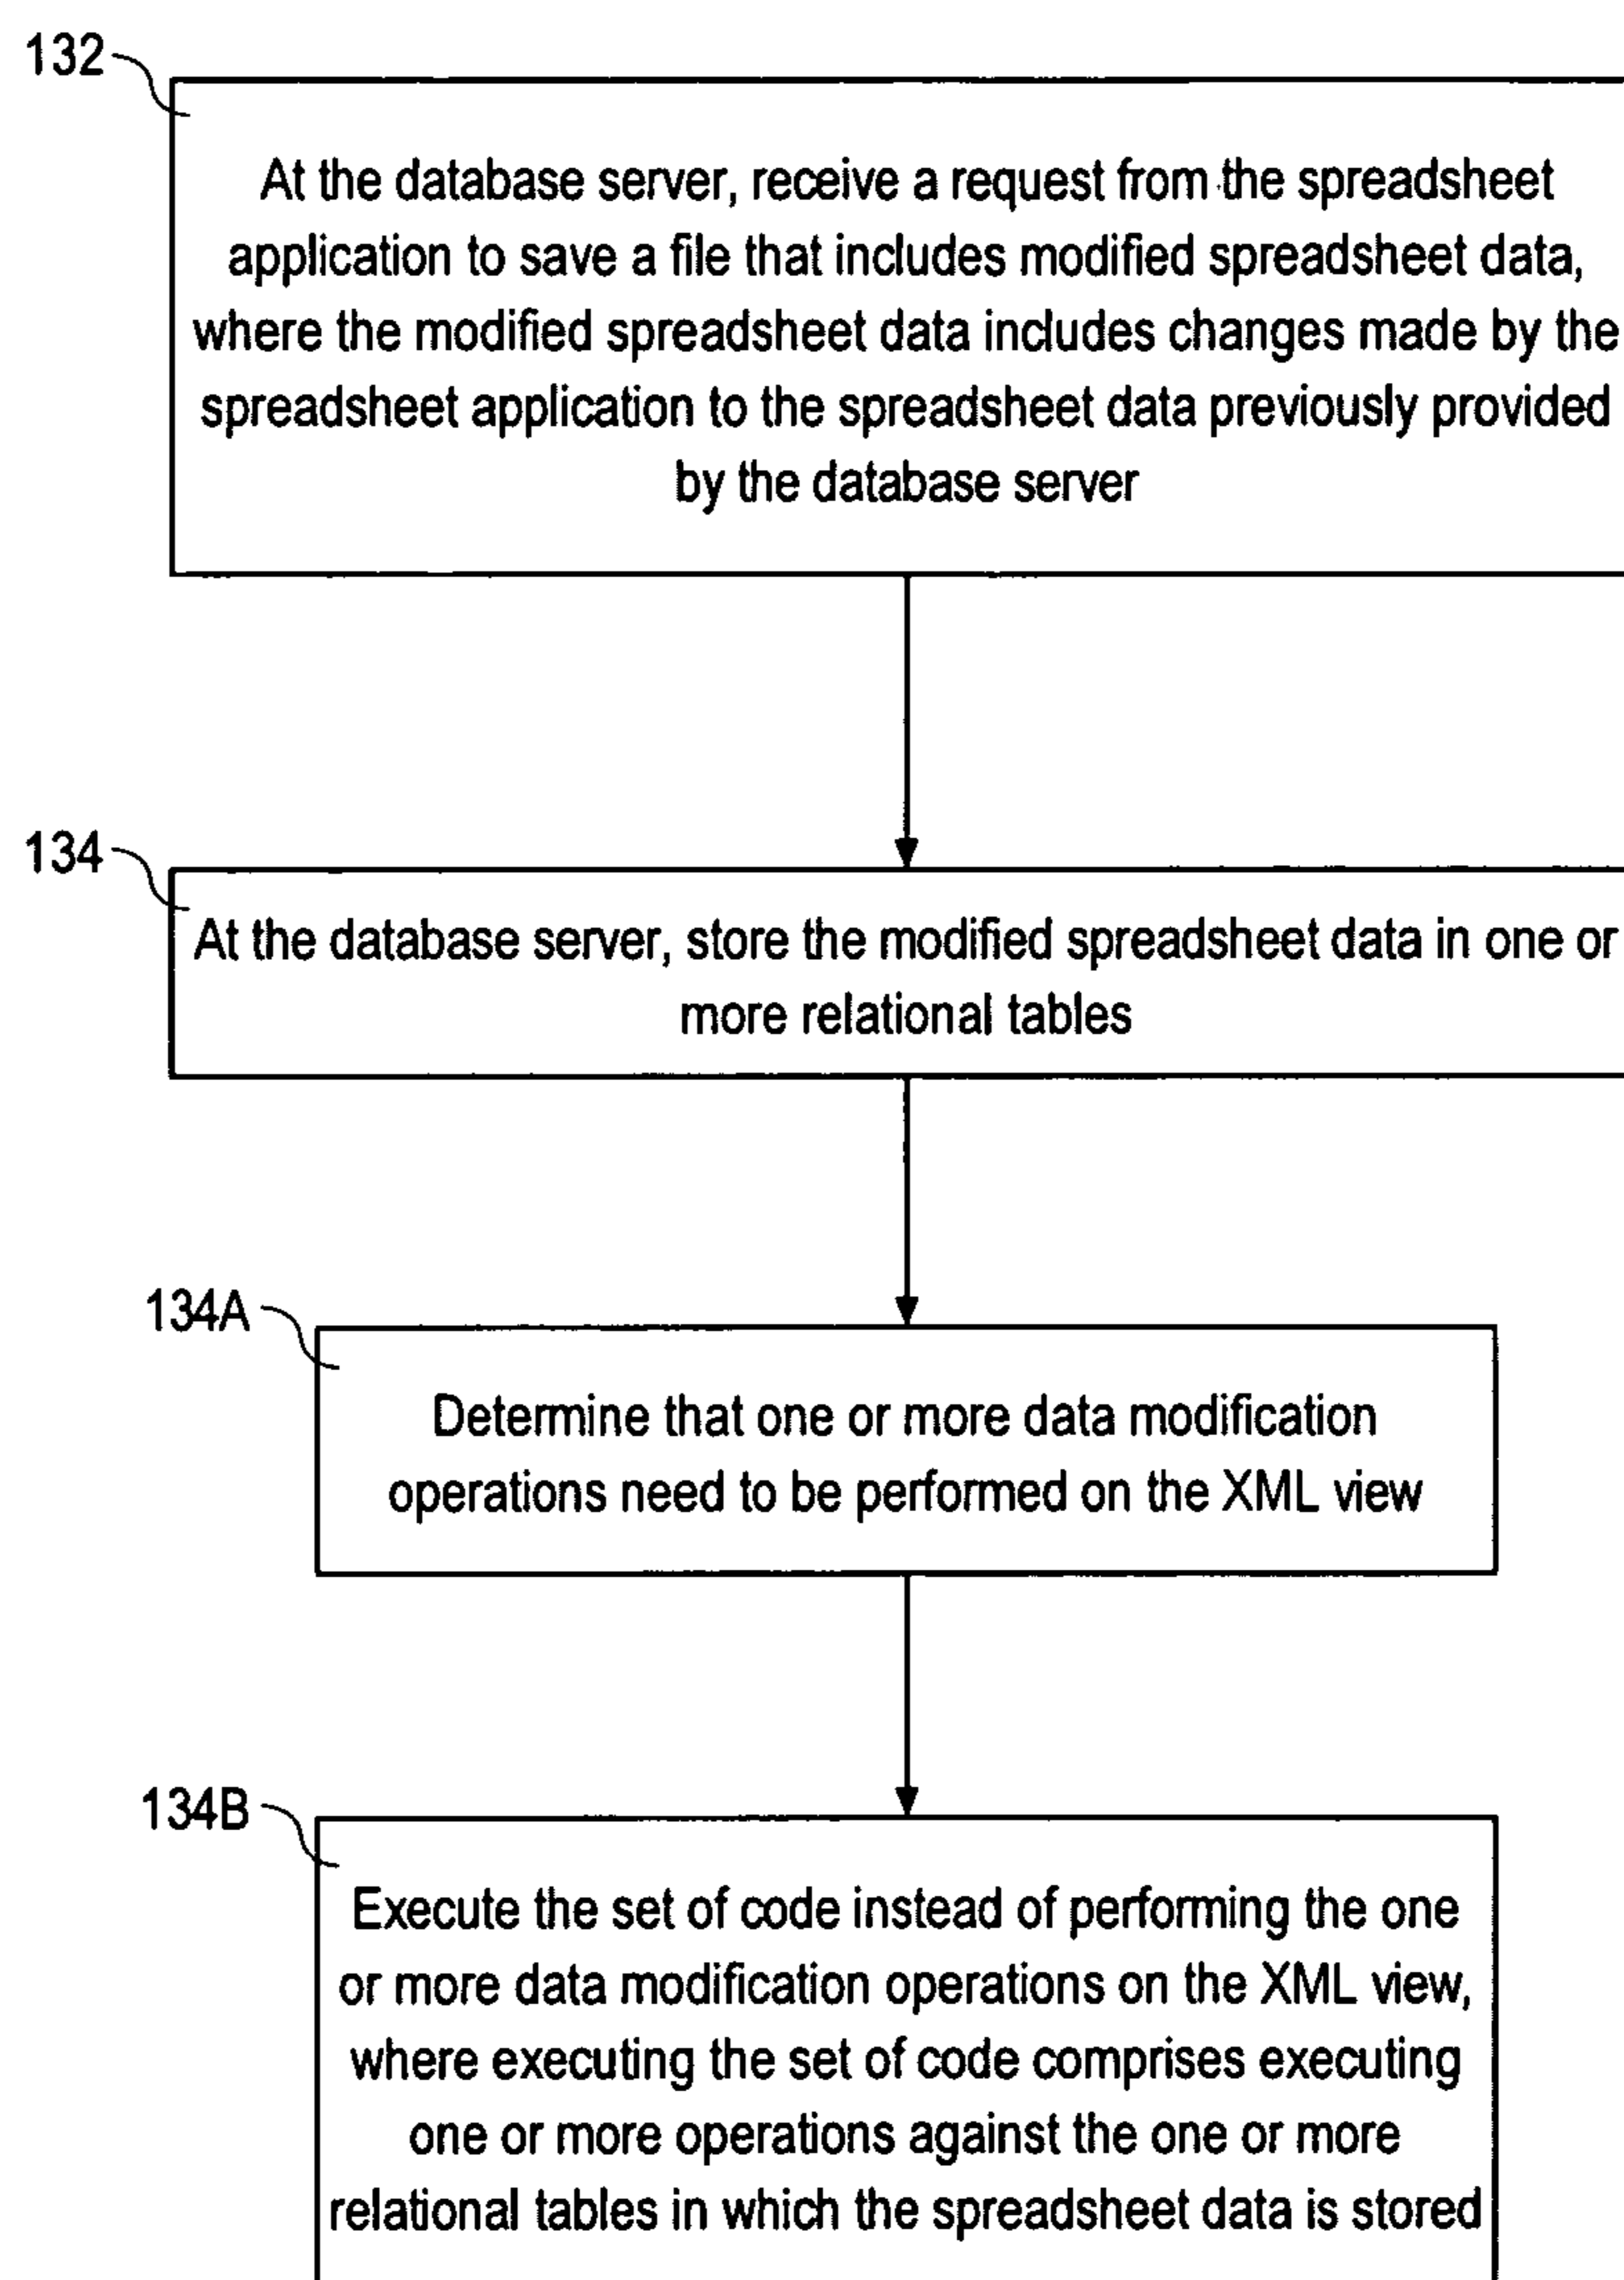 132
At the database server, receive a request from the spreadsheet
application to save a file that includes modified spreadsheet data,
where the modified spreadsheet data includes changes made by the
spreadsheet application to the spreadsheet data previously provided
by the database server
134
At the database server, store the modified spreadsheet data in one or
more relational tables
134A
Determine that one or more data modification
operations need to be performed on the XML view
134B
Execute the set of code instead of performing the one
or more data modification operations on the XML view,
where executing the set of code comprises executing
one or more operations against the one or more
relational tables in which the spreadsheet data is stored